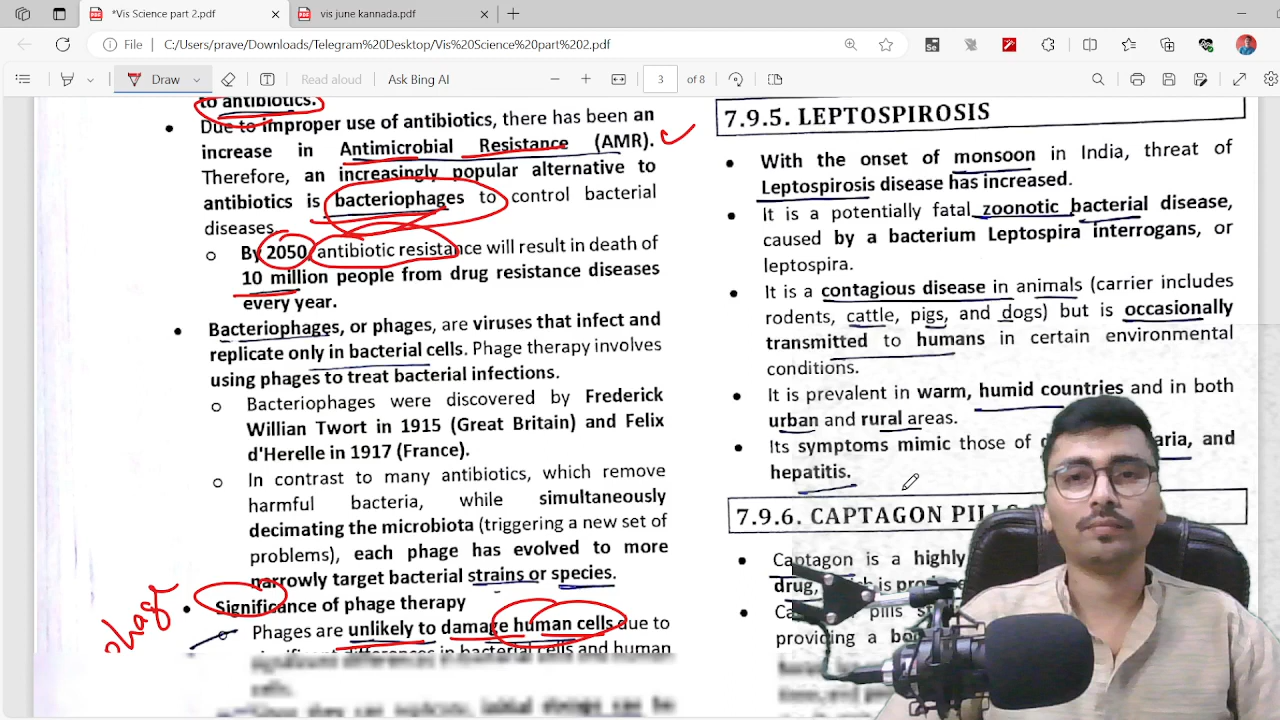 *Vis Science part 2.pdf
vis june kannada.pdf
File
C:/Users/prave/Downloads/Telegram%20Desktop/Vis%20Science%20part%202.pdf
Draw
Read aloud
Ask Bing AI
3
of 8
to antibiotics.
• Due to improper use of antibiotics, there has been an
increase in Antimicrobial Resistance (AMR).
Therefore, an increasingly popular alternative to
antibiotics is bacteriophages to control bacterial
diseases.
o By 2050 antibiotic resistance will result in death of
10 million people from drug resistance diseases
every year.
• Bacteriophages, or phages, are viruses that infect and
replicate only in bacterial cells. Phage therapy involves
using phages to treat bacterial infections.
o Bacteriophages were discovered by Frederick
Willian Twort in 1915 (Great Britain) and Felix
d'Herelle in 1917 (France).
o In contrast to many antibiotics, which remove
harmful bacteria, while simultaneously
decimating the microbiota (triggering a new set of
problems), each phage has evolved to more
narrowly target bacterial strains or species.
phage
• Significance of phage therapy
o Phages are unlikely to damage human cells due to
significant differences in bacterial cells and human
cells.
7.9.5. LEPTOSPIROSIS
• With the onset of monsoon in India, threat of
Leptospirosis disease has increased.
• It is a potentially fatal zoonotic bacterial disease,
caused by a bacterium Leptospira interrogans, or
leptospira.
• It is a contagious disease in animals (carrier includes
rodents, cattle, pigs, and dogs) but is occasionally
transmitted to humans in certain environmental
conditions.
• It is prevalent in warm, humid countries and in both
urban and rural areas.
• Its symptoms mimic those of and
hepatitis.
7.9.6. CAPTAGON
• Captagon is a highly
drug, is
• pills
providing a